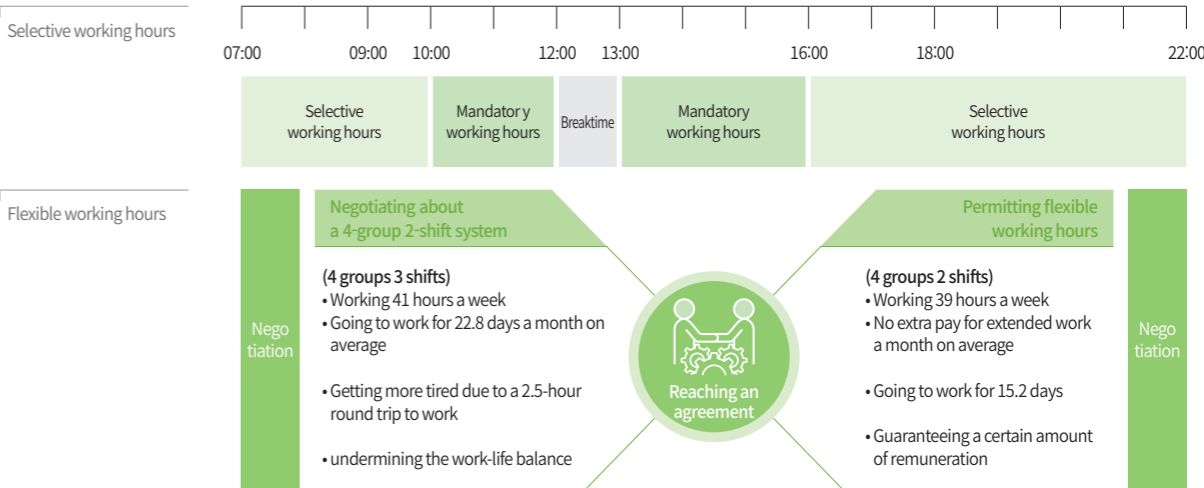 Selective working hours
07:00 09:00 10:00 12:00 13:00 16:00 18:00 22:00
Selective
working hours
Mandator y
working hours
Breaktime
Mandatory
working hours
Selective
working hours
Flexible working hours
Nego
tiation
Negotiating about
a 4-group 2-shift system
(4 groups 3 shifts)
• Working 41 hours a week
• Going to work for 22.8 days a month on
average
• Getting more tired due to a 2.5-hour
round trip to work
• undermining the work-life balance
Reaching an
agreement
Permitting flexible
working hours
(4 groups 2 shifts)
• Working 39 hours a week
• No extra pay for extended work
a month on average
• Going to work for 15.2 days
• Guaranteeing a certain amount
of remuneration
Nego
tiation